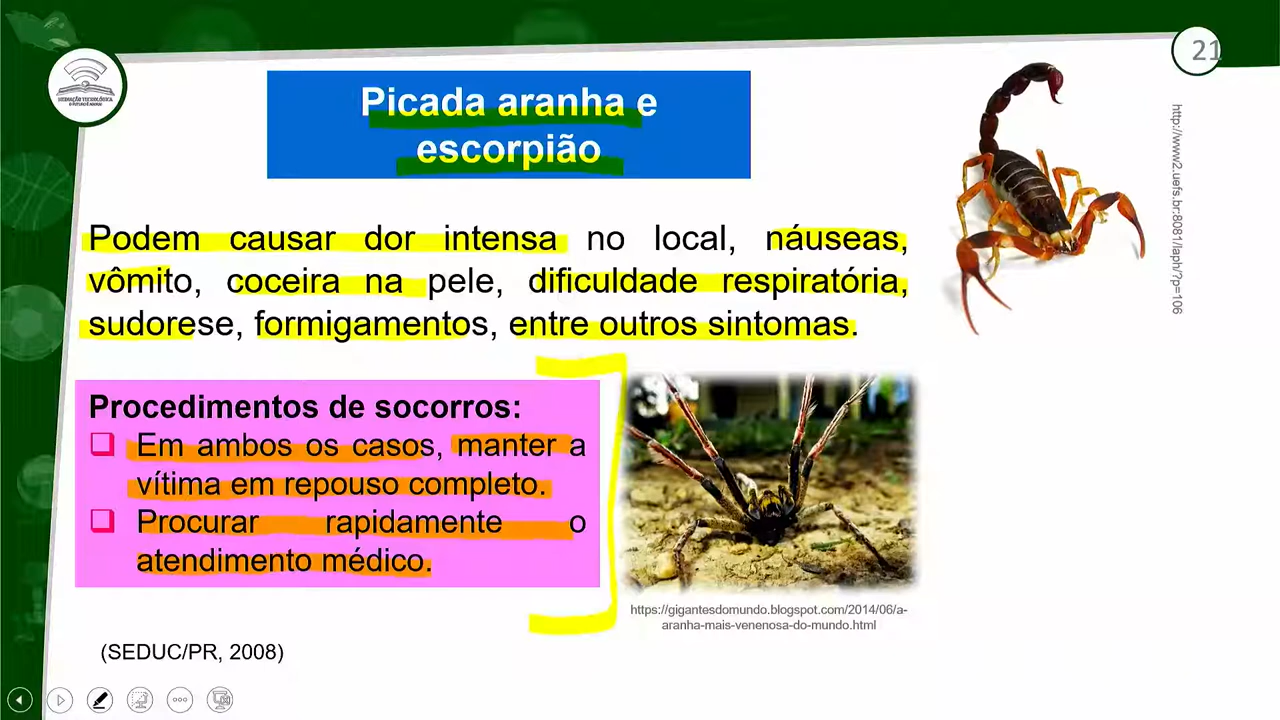 21
MEDIAÇÃO TECNOLÓGICA
Picada aranha e
escorpião
http://www2.uefs.br:8081/laph/?p=106
Podem causar dor intensa no local, náuseas,
vômito, coceira na pele, dificuldade respiratória,
sudorese, formigamentos, entre outros sintomas.
Procedimentos de socorros:
Em ambos os casos, manter a
vítima em repouso completo.
Procurar rapidamente o
atendimento médico.
https://gigantesdomundo.blogspot.com/2014/06/a-
aranha-mais-venenosa-do-mundo.html
(SEDUC/PR, 2008)